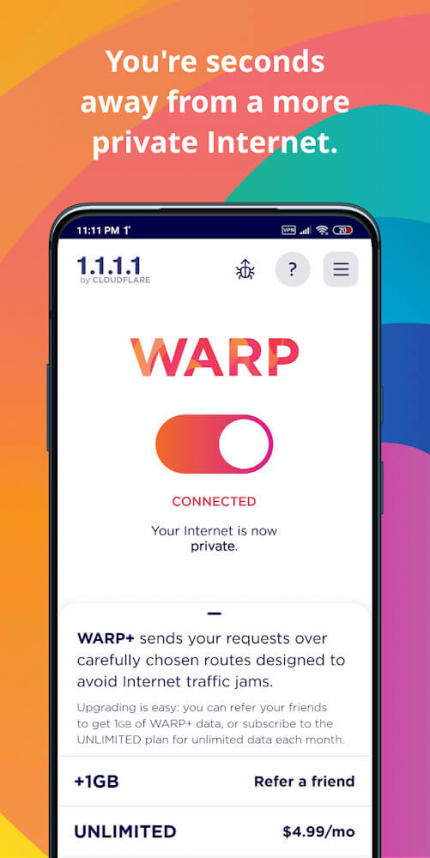 You're seconds
away from a more
private Internet.
11:11 PM 1
VPN 20
1.1.1.1
by CLOUDFLARE
?
WARP
CONNECTED
Your Internet is now
private.
WARP+ sends your requests over
carefully chosen routes designed to
avoid Internet traffic jams.
Upgrading is easy: you can refer your friends
to get 1GB of WARP+ data, or subscribe to the
UNLIMITED plan for unlimited data each month.
+1GB Refer a friend
UNLIMITED $4.99/mo